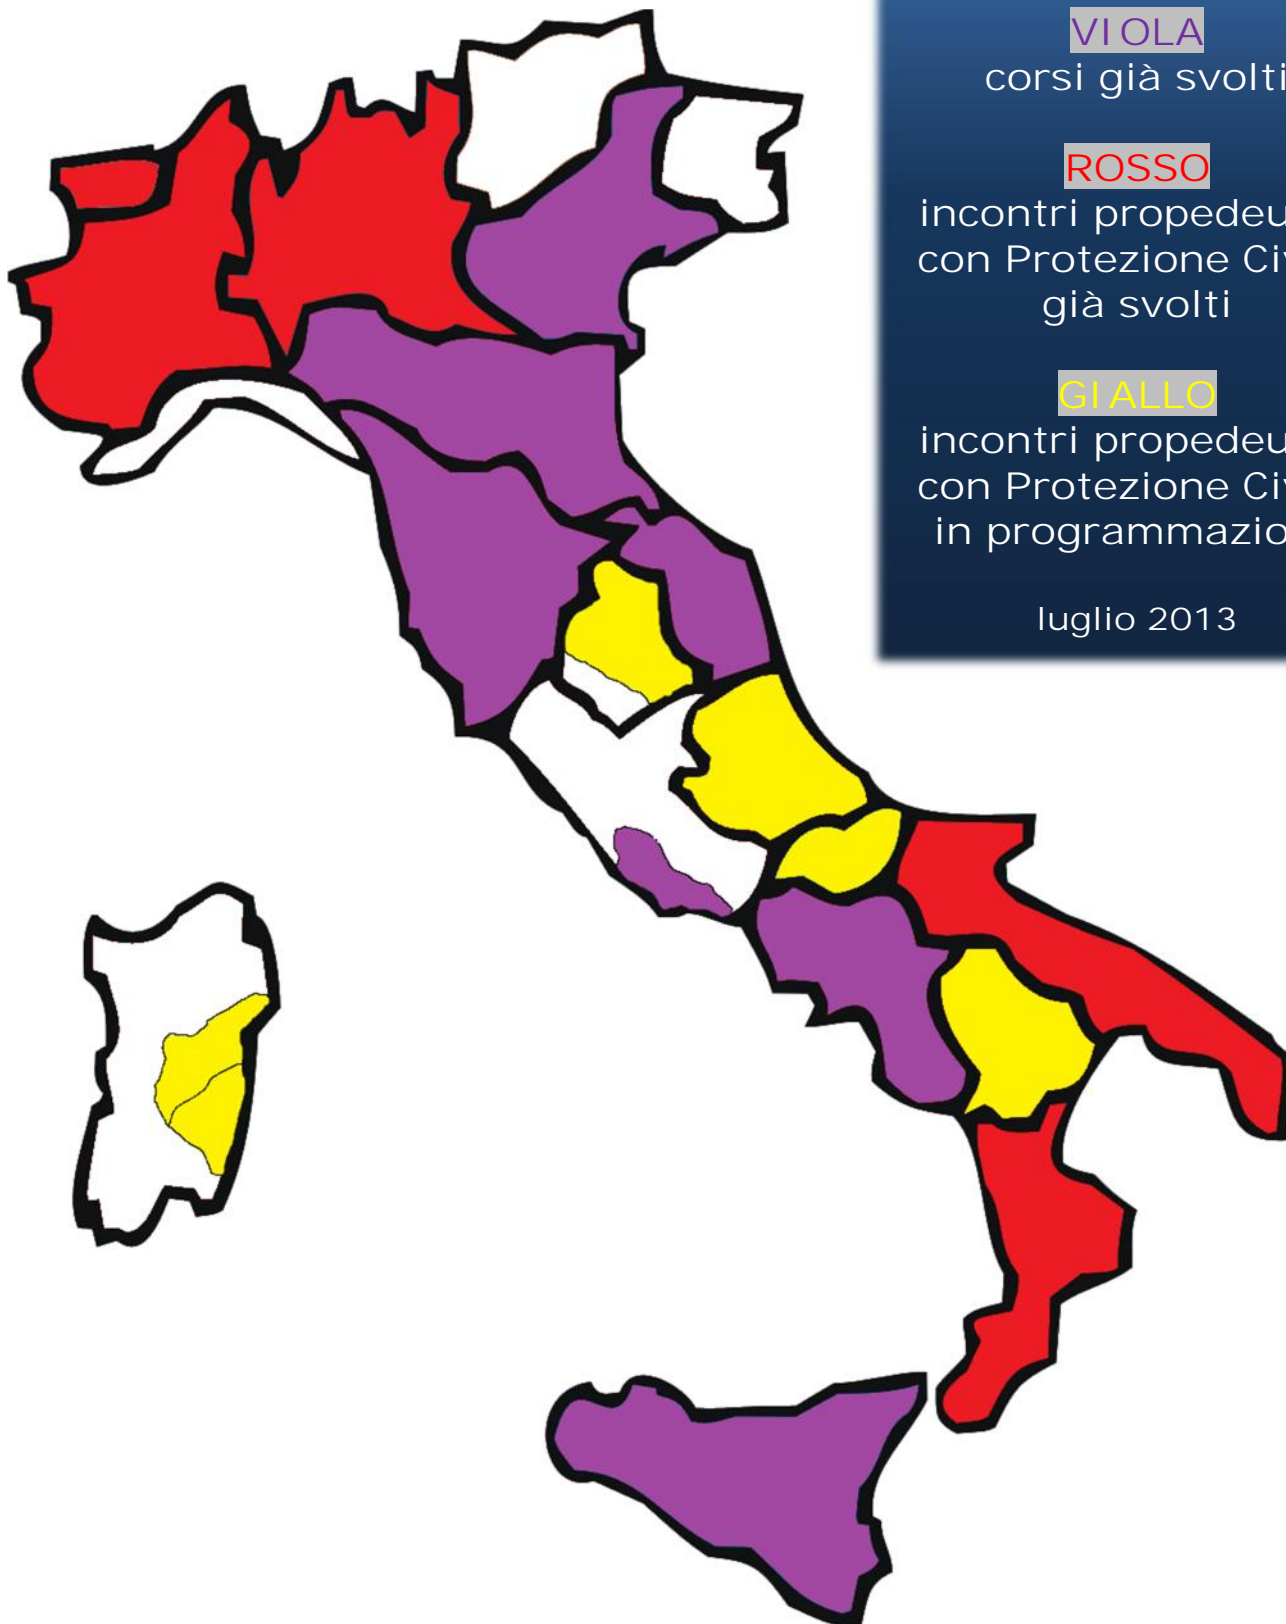 VIOLA
corsi già svolti
ROSSO
incontri propedeu
con Protezione Ci
già svolti
GIALLO
incontri propedeu
con Protezione Ci
in programmazio
luglio 2013